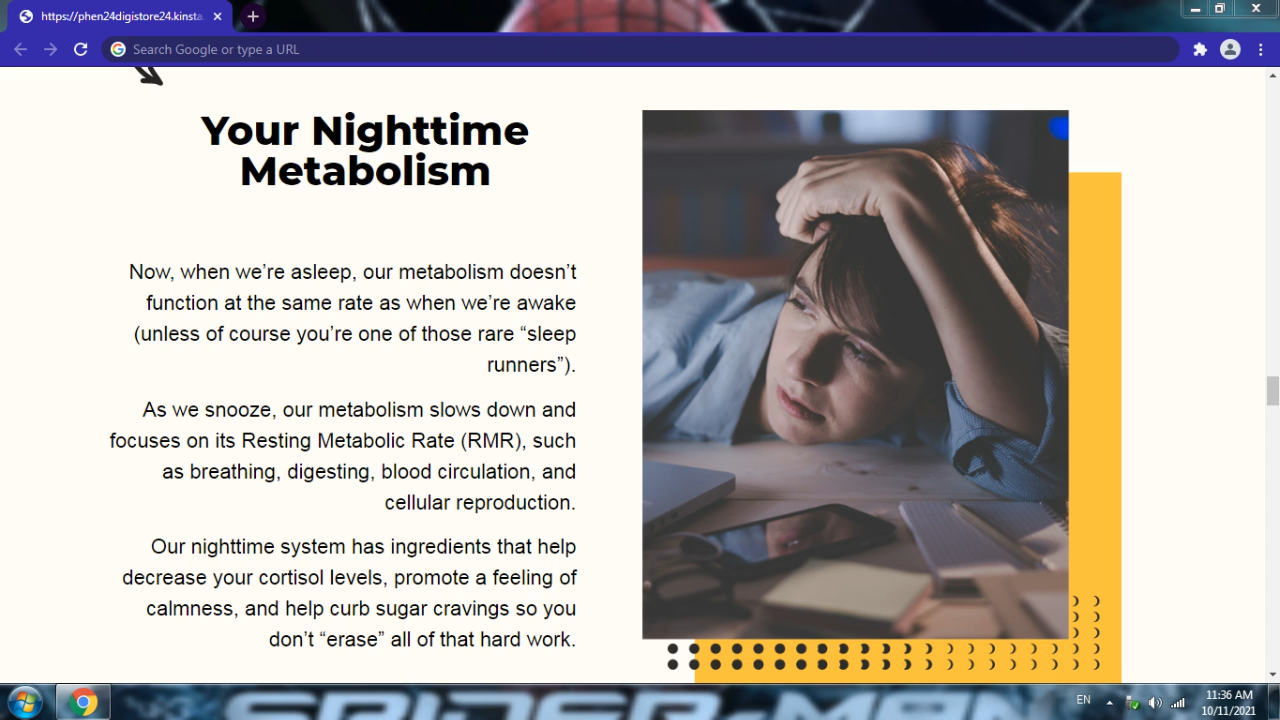 https://phen24digistore24.kinsta.
Search Google or type a URL
Your Nighttime
Metabolism
Now, when we’re asleep, our metabolism doesn’t
function at the same rate as when we’re awake
(unless of course you’re one of those rare “sleep
runners”).
As we snooze, our metabolism slows down and
focuses on its Resting Metabolic Rate (RMR), such
as breathing, digesting, blood circulation, and
cellular reproduction.
Our nighttime system has ingredients that help
decrease your cortisol levels, promote a feeling of
calmness, and help curb sugar cravings so you
don’t “erase” all of that hard work.
SPIDER-MAN
EN
11:36 AM
10/11/2021